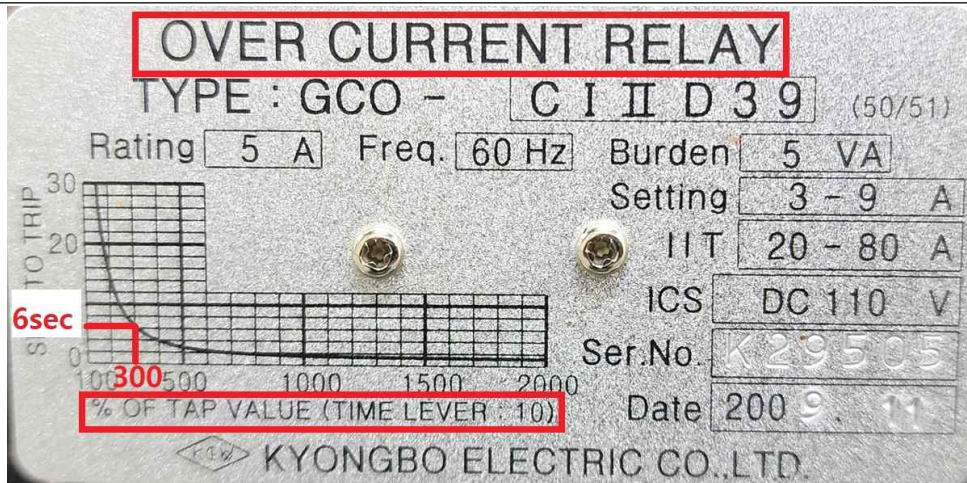 OVER CURRENT RELAY
TYPE : GCO - C I II D 3 9 (50/51)
Rating 5 A Freq. 60 Hz Burden 5 VA
Setting 3 - 9 A
IIT 20 - 80 A
ICS DC 110 V
Ser.No. K29505
Date 2009. 11
TO TRIP
30
20
6sec
0
100 300 500 1000 1500 2000
% OF TAP VALUE (TIME LEVER : 10)
KYONGBO ELECTRIC CO.,LTD.